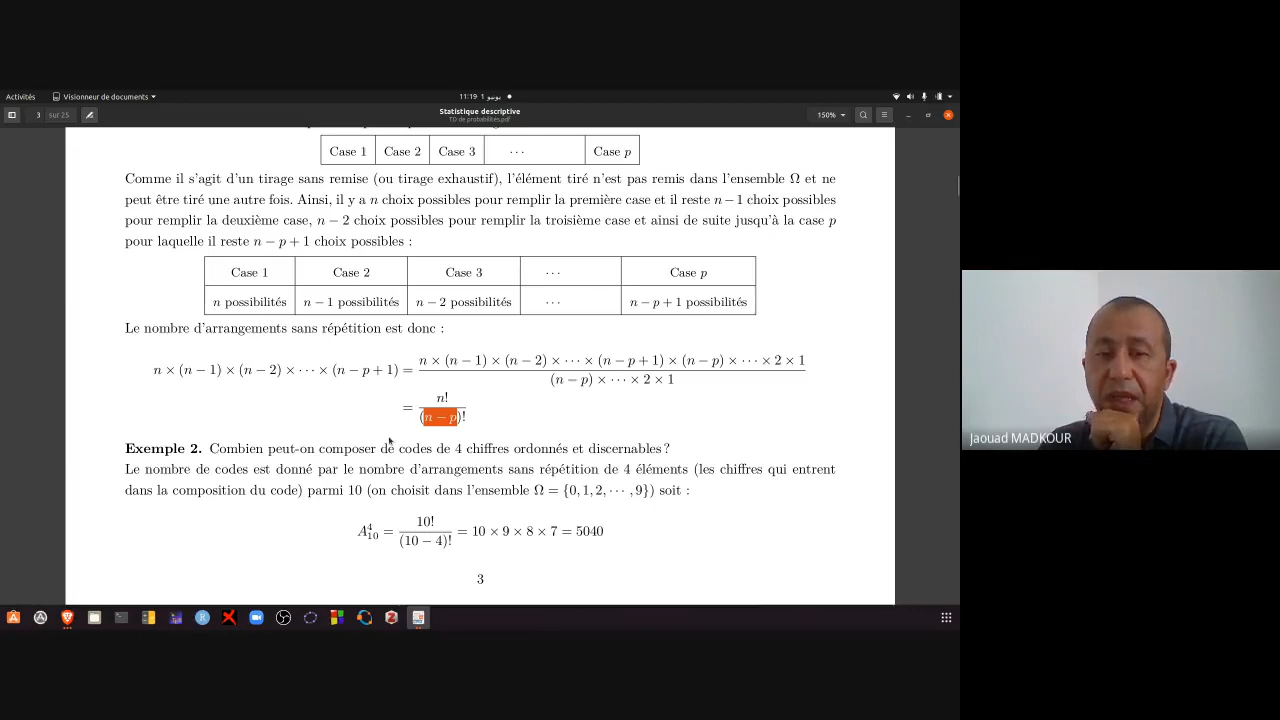 Activités
Visionneur de documents
11:19 يونيو 1
3 sur 25
Statistique descriptive
TD de probabilités.pdf
150%
Case 1 Case 2 Case 3 ⋯ Case p
Comme il s'agit d'un tirage sans remise (ou tirage exhaustif), l'élément tiré n'est pas remis dans l'ensemble Ω et ne
peut être tiré une autre fois. Ainsi, il y a n choix possibles pour remplir la première case et il reste n − 1 choix possibles
pour remplir la deuxième case, n − 2 choix possibles pour remplir la troisième case et ainsi de suite jusqu'à la case p
pour laquelle il reste n − p + 1 choix possibles :
Case 1 Case 2 Case 3 ⋯ Case p
n possibilités n − 1 possibilités n − 2 possibilités ⋯ n − p + 1 possibilités
Le nombre d'arrangements sans répétition est donc :
n × (n − 1) × (n − 2) × ⋯ × (n − p + 1) = n × (n − 1) × (n − 2) × ⋯ × (n − p + 1) × (n − p) × ⋯ × 2 × 1
(n − p) × ⋯ × 2 × 1
= n!
(n − p)!
Exemple 2. Combien peut-on composer de codes de 4 chiffres ordonnés et discernables ?
Le nombre de codes est donné par le nombre d'arrangements sans répétition de 4 éléments (les chiffres qui entrent
dans la composition du code) parmi 10 (on choisit dans l'ensemble Ω = {0, 1, 2, ⋯ , 9}) soit :
A⁴₁₀ = 10!
(10 − 4)! = 10 × 9 × 8 × 7 = 5040
3
Jaouad MADKOUR